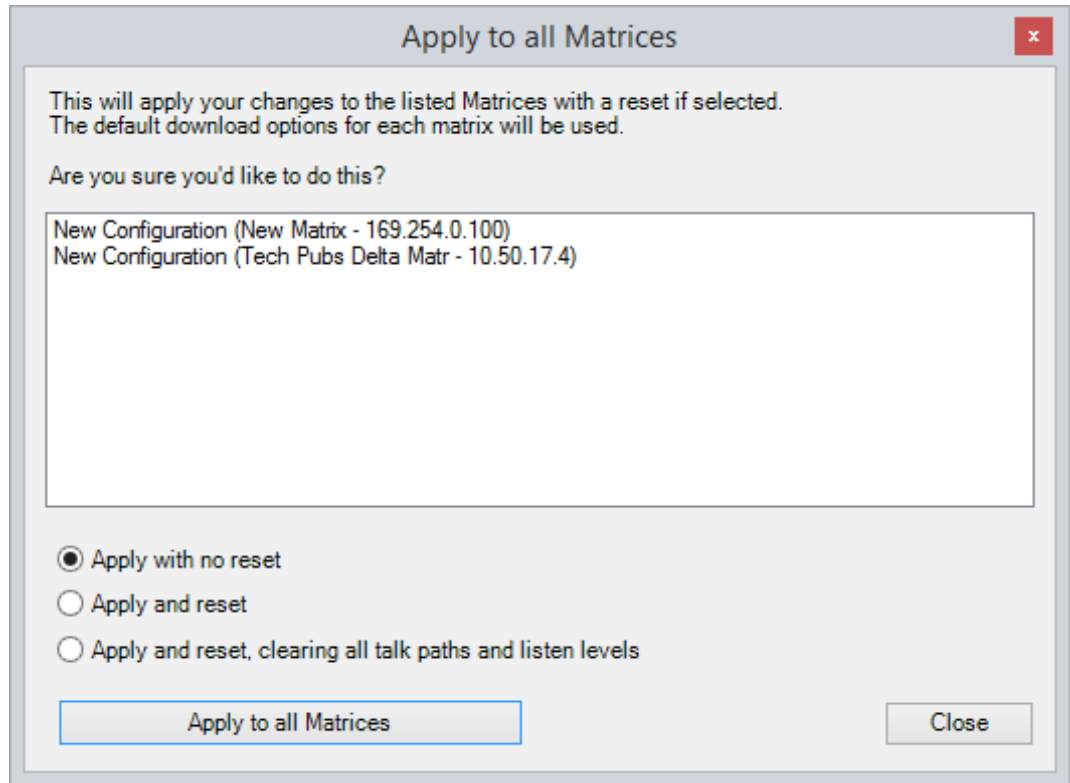 Apply to all Matrices
x
This will apply your changes to the listed Matrices with a reset if selected.
The default download options for each matrix will be used.
Are you sure you'd like to do this?
New Configuration (New Matrix - 169.254.0.100)
New Configuration (Tech Pubs Delta Matr - 10.50.17.4)
Apply with no reset
Apply and reset
Apply and reset, clearing all talk paths and listen levels
Apply to all Matrices
Close